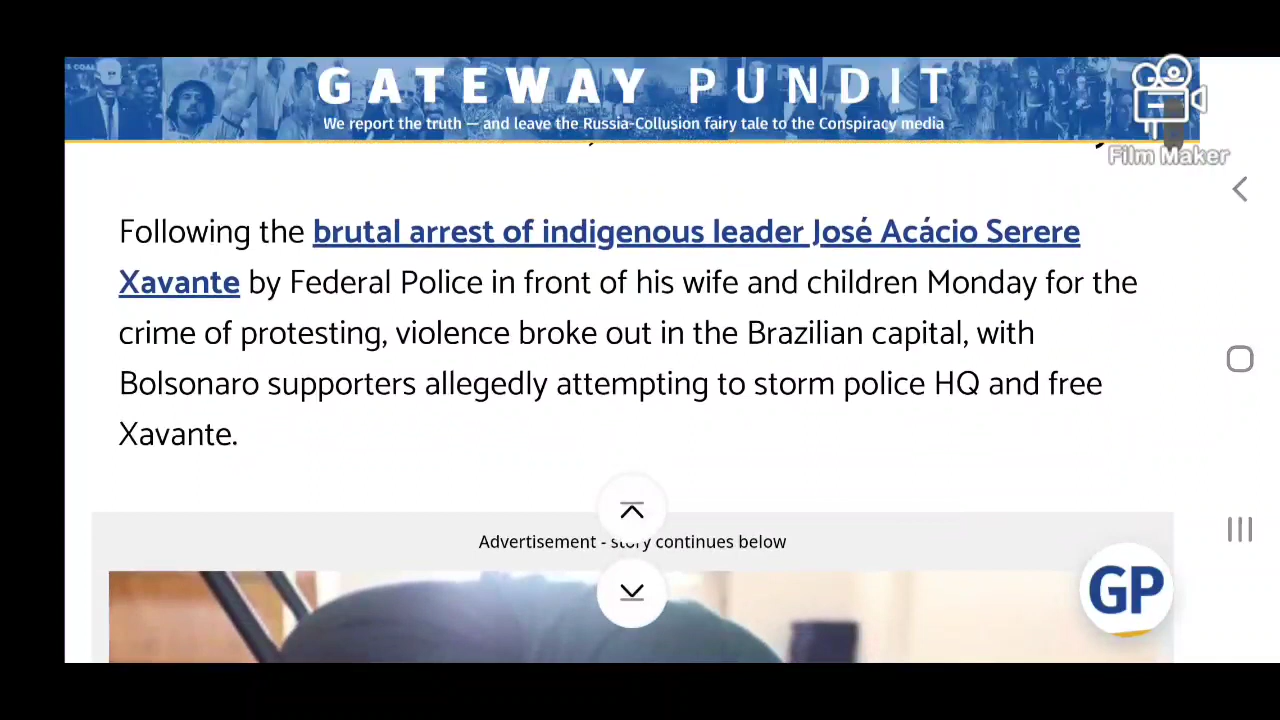 GATEWAY PUNDIT
We report the truth — and leave the Russia-Collusion fairy tale to the Conspiracy media
Film Maker
Following the brutal arrest of indigenous leader José Acácio Serere
Xavante by Federal Police in front of his wife and children Monday for the
crime of protesting, violence broke out in the Brazilian capital, with
Bolsonaro supporters allegedly attempting to storm police HQ and free
Xavante.
Advertisement - story continues below
GP